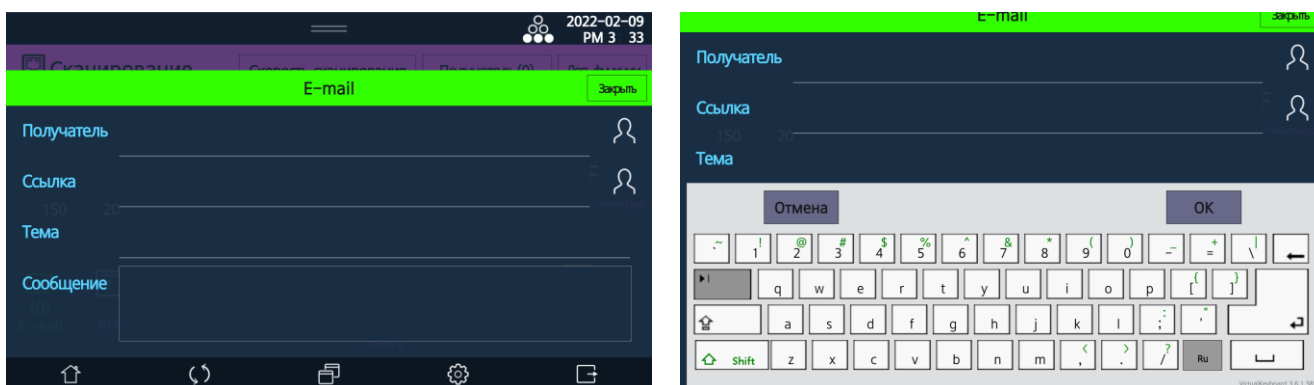 2022-02-09
PM 3 33
Сканирование Скорость сканирования Получатель(0) Доп.функции
E-mail Закрыть
Получатель
Ссылка
150 - 20
Тема
Сообщение
(0)
E-mail
E-mail Закрыть
Получатель
Ссылка
150 20
Тема
Отмена OK
` ~ 1 ! 2 @ 3 # 4 $ 5 % 6 ^ 7 & 8 * 9 ( 0 ) - _ = + \ |
q w e r t y u i o p [ { ] }
a s d f g h j k l ; : ' "
Shift z x c v b n m , < . > / ? Ru
VirtualKeyboard 3.6.1.56